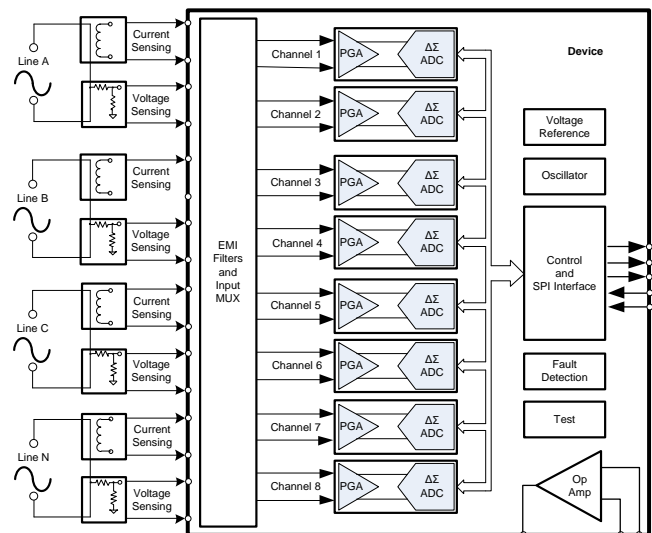 Line A
Current
Sensing
Voltage
Sensing
Line B
Current
Sensing
Voltage
Sensing
Line C
Current
Sensing
Voltage
Sensing
Line N
Current
Sensing
Voltage
Sensing
EMI
Filters
and
Input
MUX
Channel 1
PGA
ΔΣ
ADC
Channel 2
PGA
ΔΣ
ADC
Channel 3
PGA
ΔΣ
ADC
Channel 4
PGA
ΔΣ
ADC
Channel 5
PGA
ΔΣ
ADC
Channel 6
PGA
ΔΣ
ADC
Channel 7
PGA
ΔΣ
ADC
Channel 8
PGA
ΔΣ
ADC
Device
Voltage
Reference
Oscillator
Control
and
SPI Interface
Fault
Detection
Test
Op
Amp